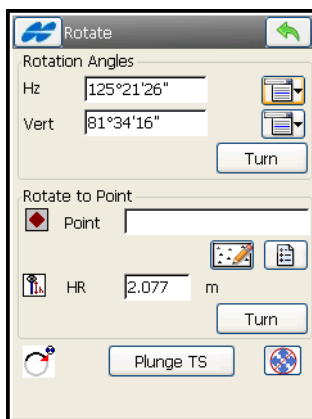 Rotate
Rotation Angles
Hz 125°21'26"
Vert 81°34'16"
Turn
Rotate to Point
Point
HR 2.077 m
Turn
Plunge TS